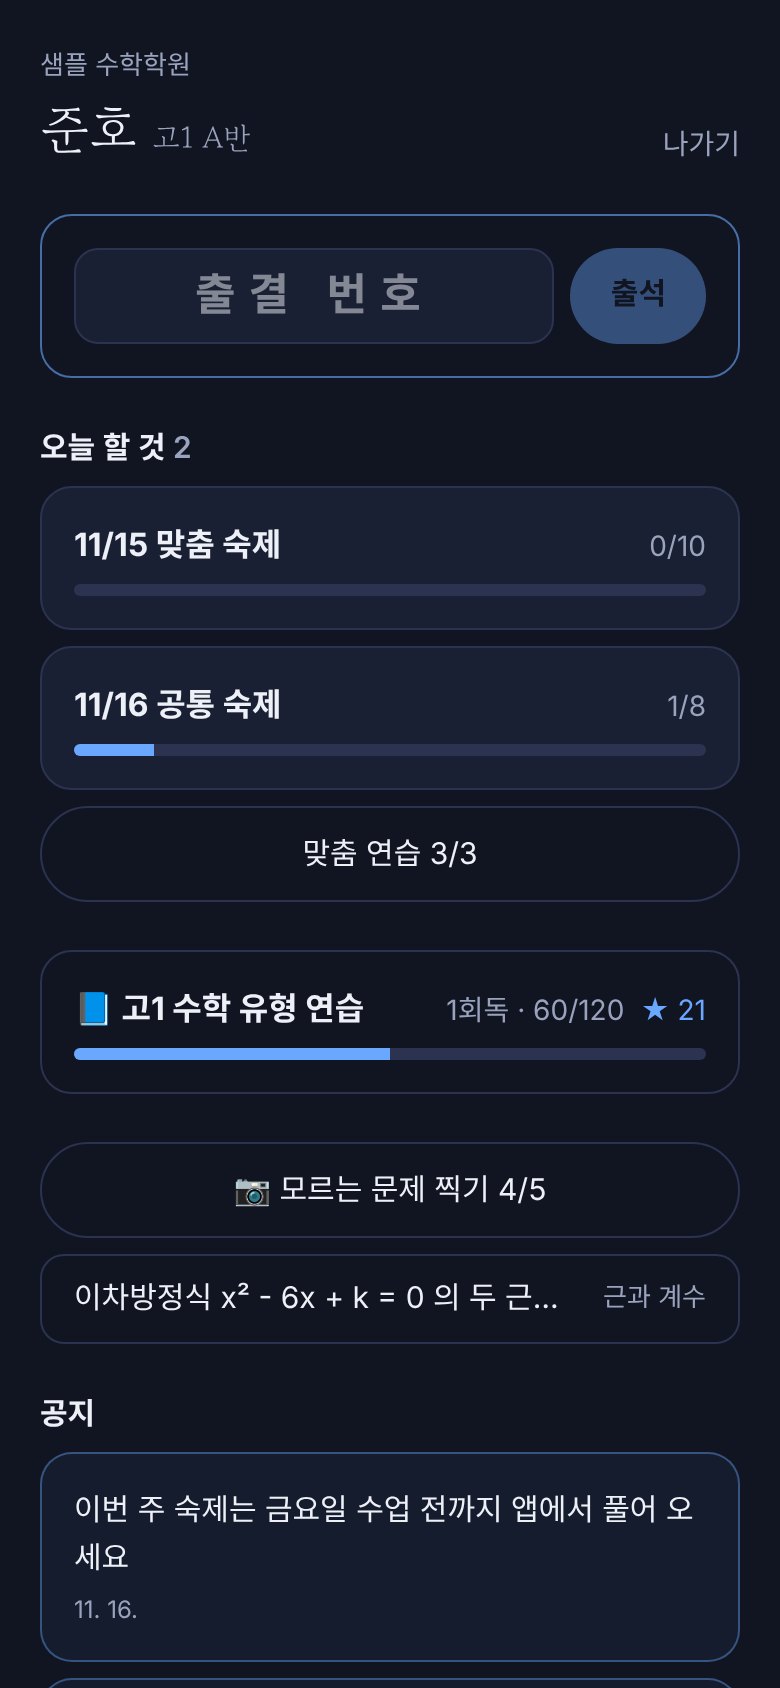 샘플 수학학원
준호 고1 A반
나가기
출결 번호
출석
오늘 할 것 2
11/15 맞춤 숙제 0/10
11/16 공통 숙제 1/8
맞춤 연습 3/3
📘 고1 수학 유형 연습 1회독 · 60/120 ★ 21
📷 모르는 문제 찍기 4/5
이차방정식 x² - 6x + k = 0 의 두 근... 근과 계수
공지
이번 주 숙제는 금요일 수업 전까지 앱에서 풀어 오
세요
11. 16.